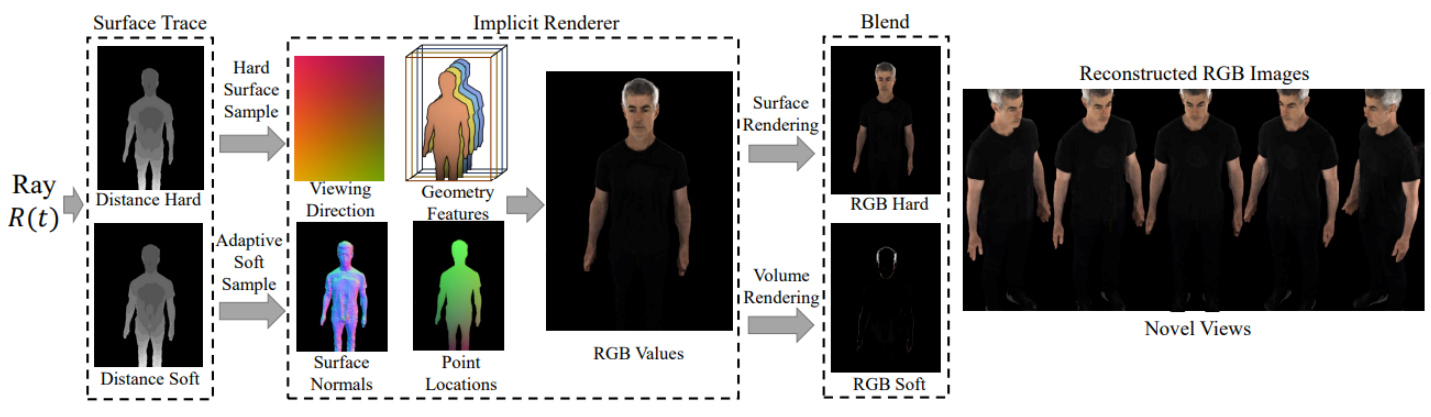 Surface Trace
Implicit Renderer
Blend
Ray
R(t)
Distance Hard
Distance Soft
Hard
Surface
Sample
Adaptive
Soft
Sample
Viewing
Direction
Geometry
Features
Surface
Normals
Point
Locations
RGB Values
Surface
Rendering
Volume
Rendering
RGB Hard
RGB Soft
Reconstructed RGB Images
Novel Views